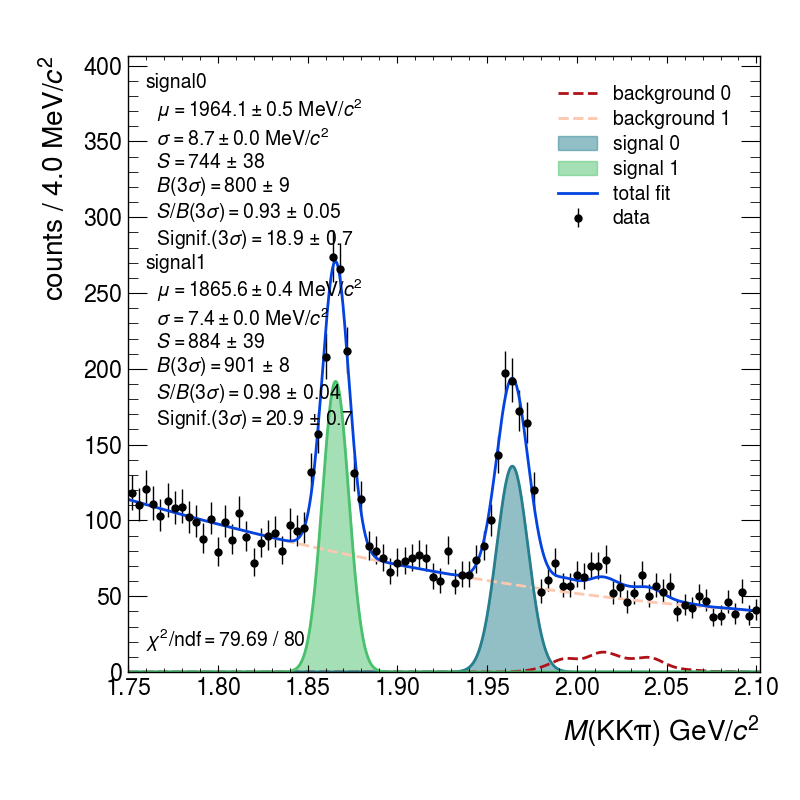 400
350
300
250
200
150
100
50
0
counts / 4.0 MeV/c²
signal0
μ = 1964.1 ± 0.5 MeV/c²
σ = 8.7 ± 0.0 MeV/c²
S = 744 ± 38
B(3σ) = 800 ± 9
S/B(3σ) = 0.93 ± 0.05
Signif.(3σ) = 18.9 ± 0.7
signal1
μ = 1865.6 ± 0.4 MeV/c²
σ = 7.4 ± 0.0 MeV/c²
S = 884 ± 39
B(3σ) = 901 ± 8
S/B(3σ) = 0.98 ± 0.04
Signif.(3σ) = 20.9 ± 0.7
χ²/ndf = 79.69 / 80
background 0
background 1
signal 0
signal 1
total fit
data
1.75 1.80 1.85 1.90 1.95 2.00 2.05 2.10
M(KKπ) GeV/c²